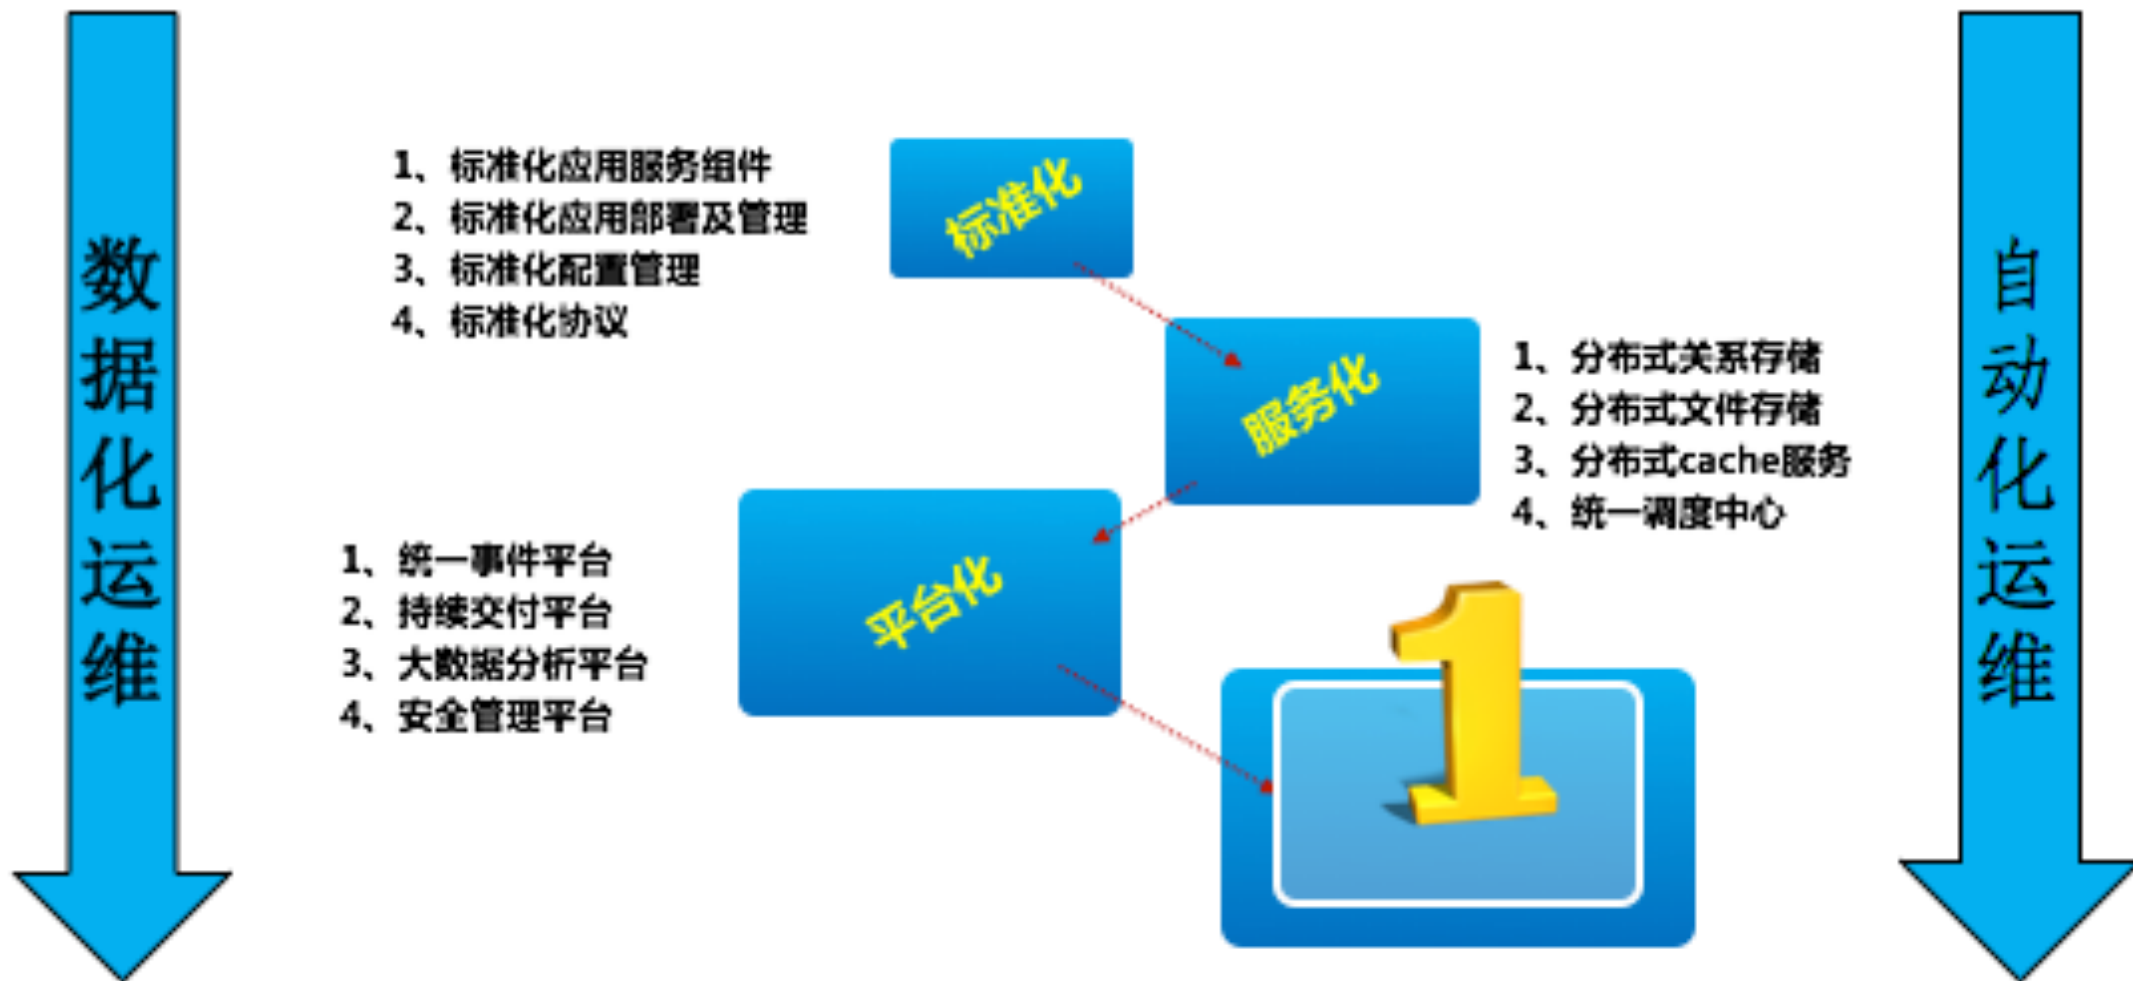 数据化运维
1、标准化应用服务组件
2、标准化应用部署及管理
3、标准化配置管理
4、标准化协议
标准化
服务化
1、分布式关系存储
2、分布式文件存储
3、分布式cache服务
4、统一调度中心
1、统一事件平台
2、持续交付平台
3、大数据分析平台
4、安全管理平台
平台化
1
自动化运维